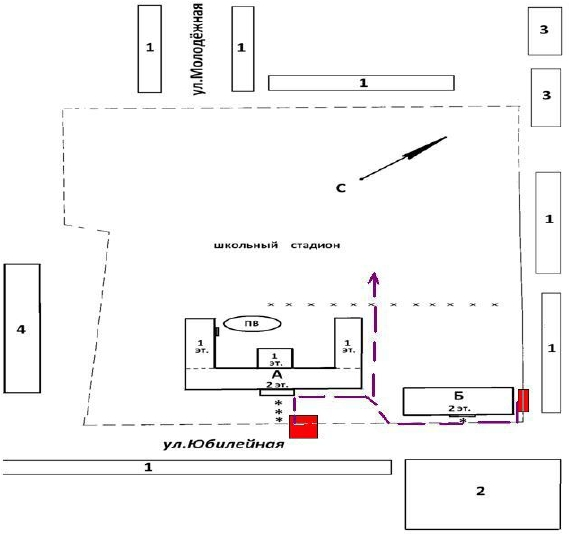 ул.Молодёжная
1
1
1
3
3
С
1
школьный стадион
× × × × × × × × × × × ×
4
1
ПВ
1
эт.
1
эт.
1
эт.
А
2 эт.
Б
2 эт.
*
*
*
*
ул.Юбилейная
1
2